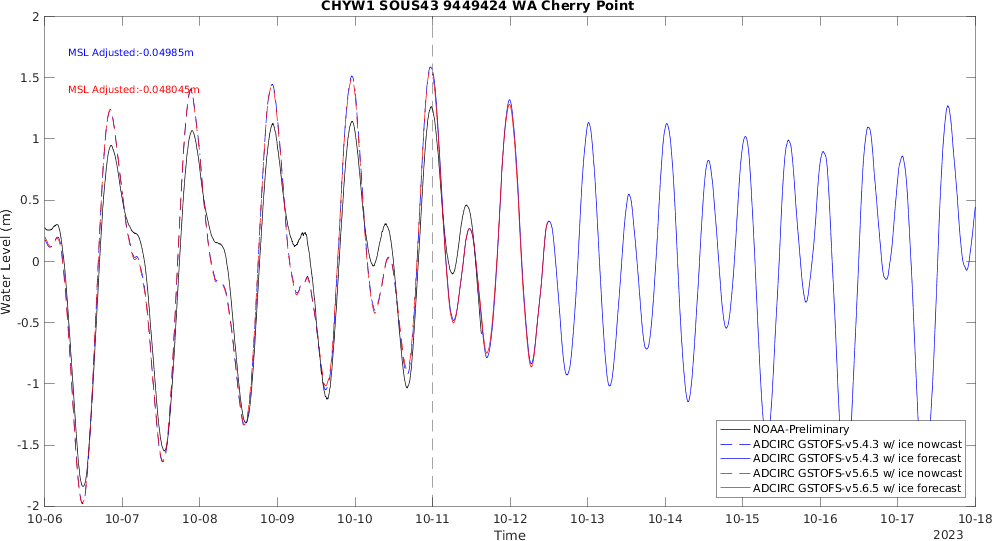 CHYW1 SOUS43 9449424 WA Cherry Point
MSL Adjusted:-0.04985m
MSL Adjusted:-0.048045m
Water Level (m)
2
1.5
1
0.5
0
-0.5
-1
-1.5
-2
NOAA-Preliminary
ADCIRC GSTOFS-v5.4.3 w/ ice nowcast
ADCIRC GSTOFS-v5.4.3 w/ ice forecast
ADCIRC GSTOFS-v5.6.5 w/ ice nowcast
ADCIRC GSTOFS-v5.6.5 w/ ice forecast
10-06 10-07 10-08 10-09 10-10 10-11 10-12 10-13 10-14 10-15 10-16 10-17 10-18
Time
2023